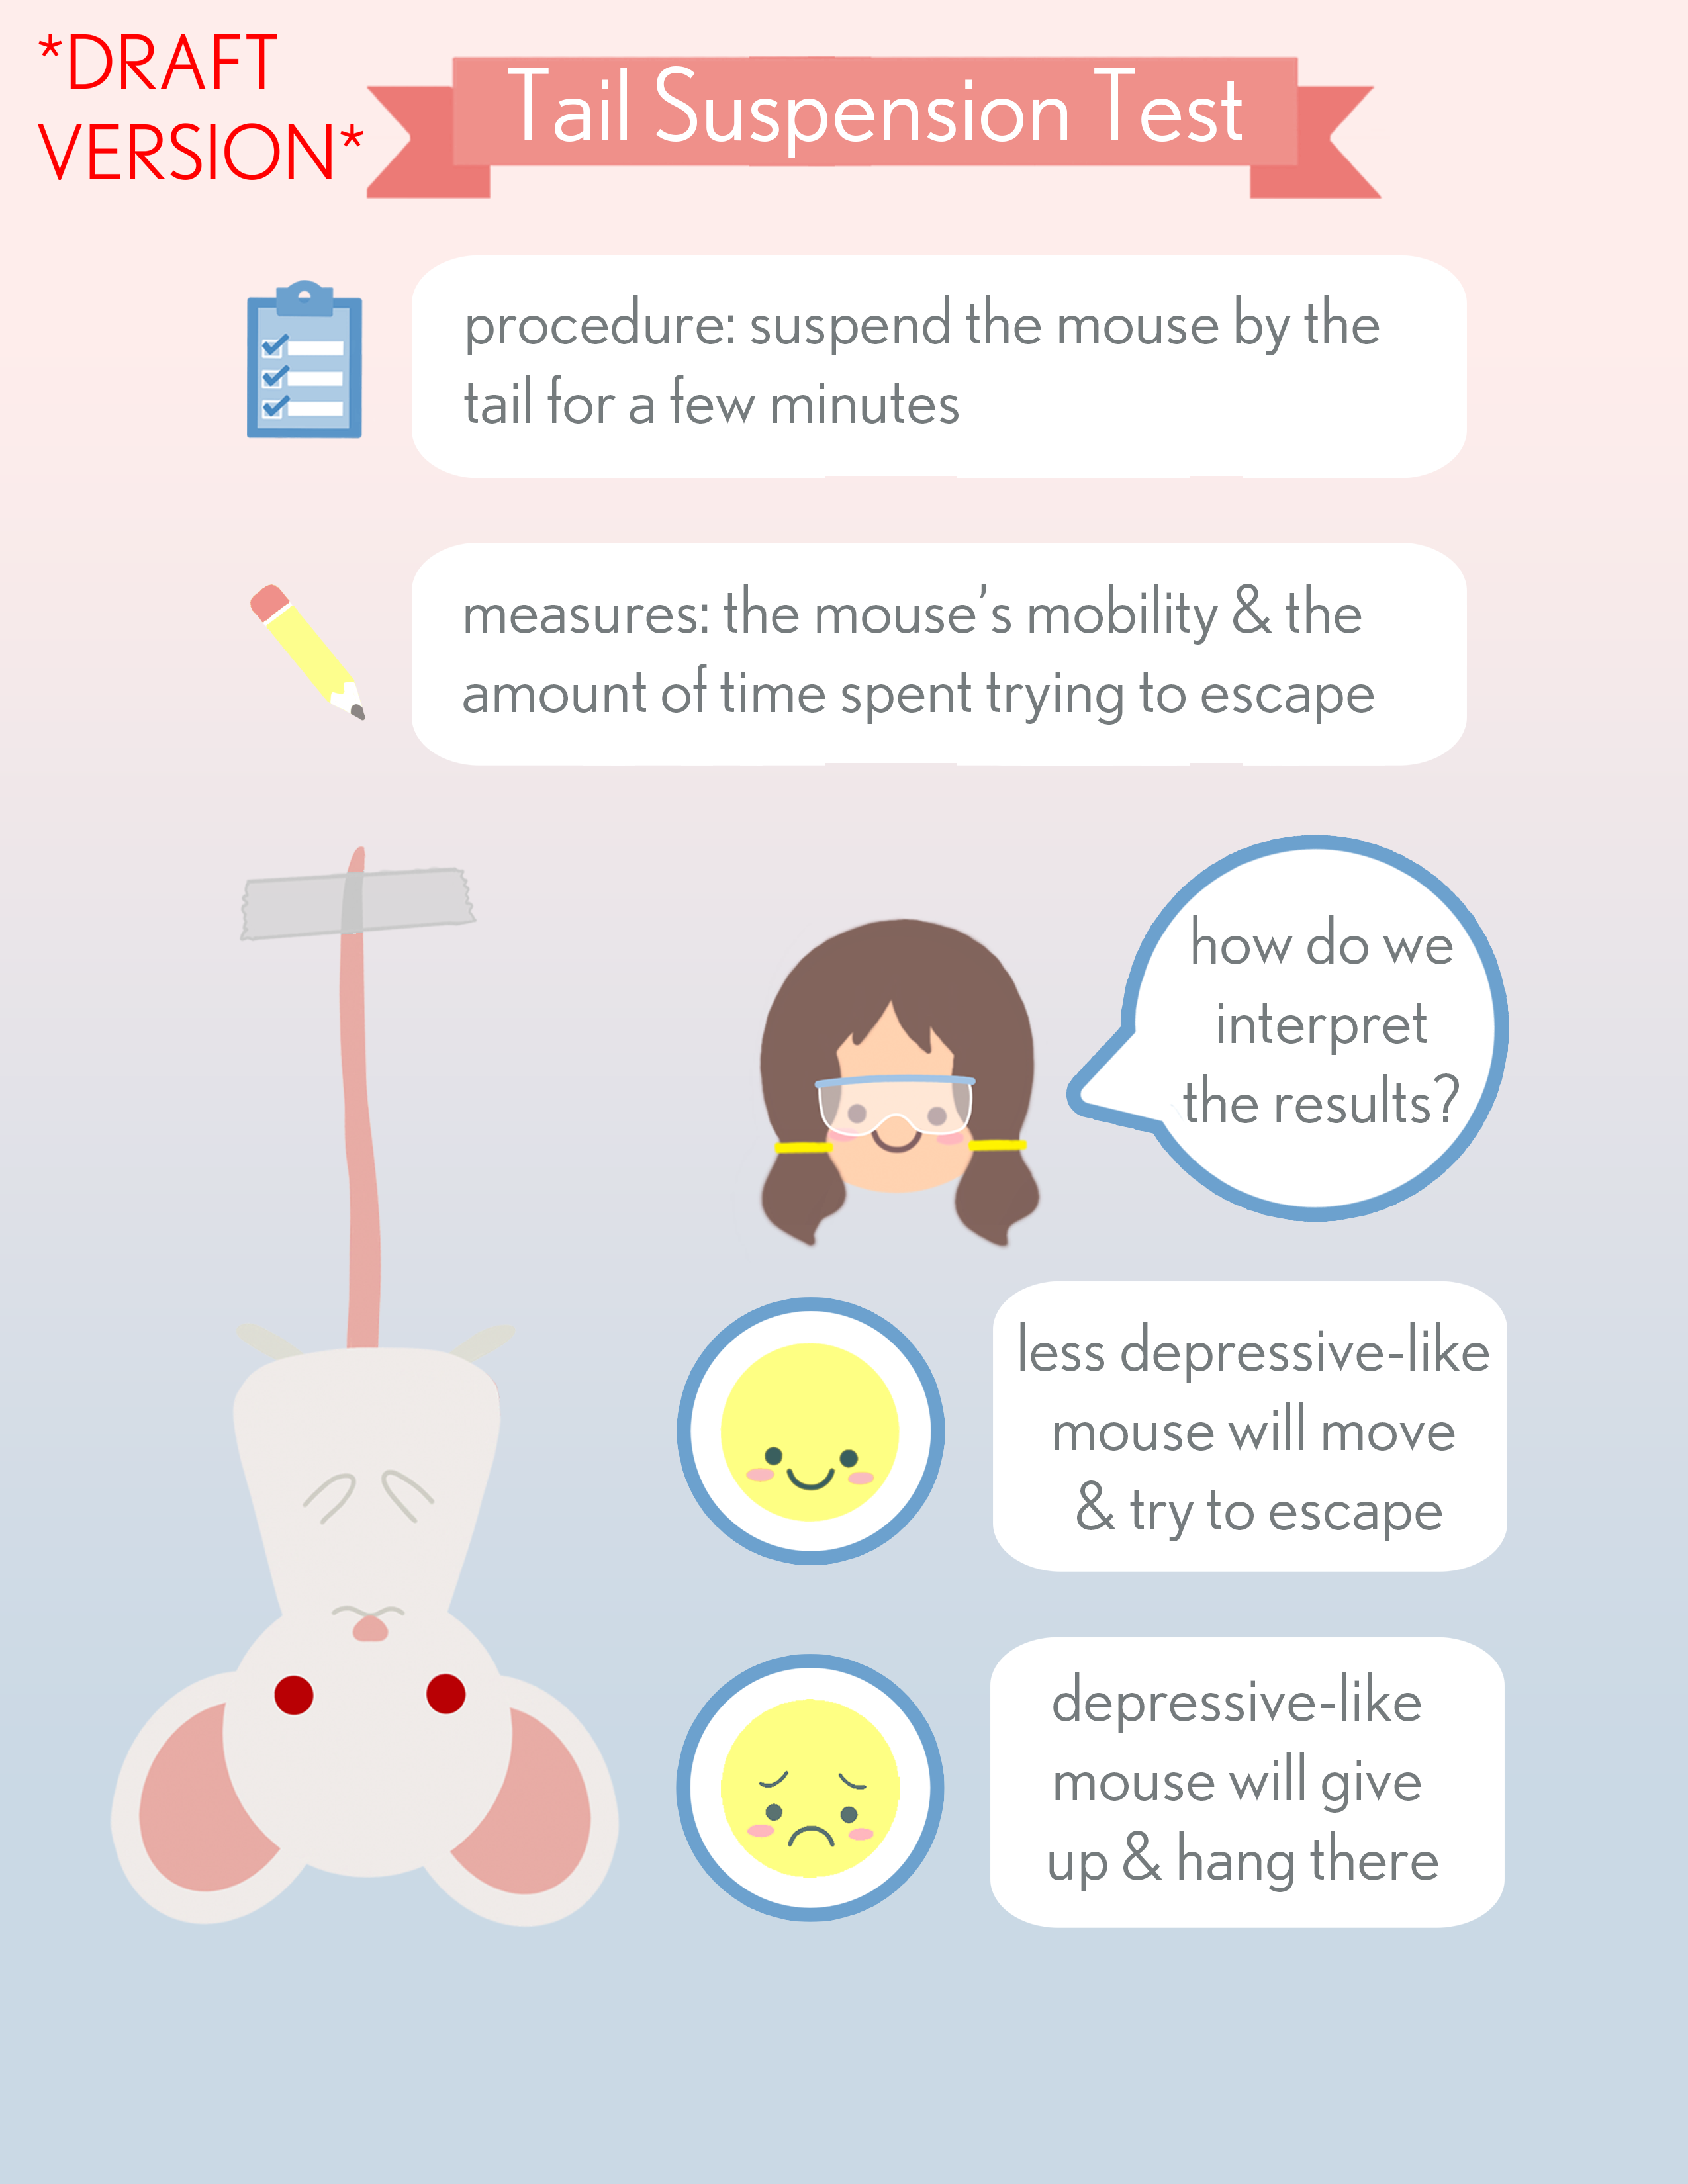 *DRAFT
VERSION*
Tail Suspension Test
procedure: suspend the mouse by the
tail for a few minutes
measures: the mouse's mobility & the
amount of time spent trying to escape
how do we
interpret
the results?
less depressive-like
mouse will move
& try to escape
depressive-like
mouse will give
up & hang there